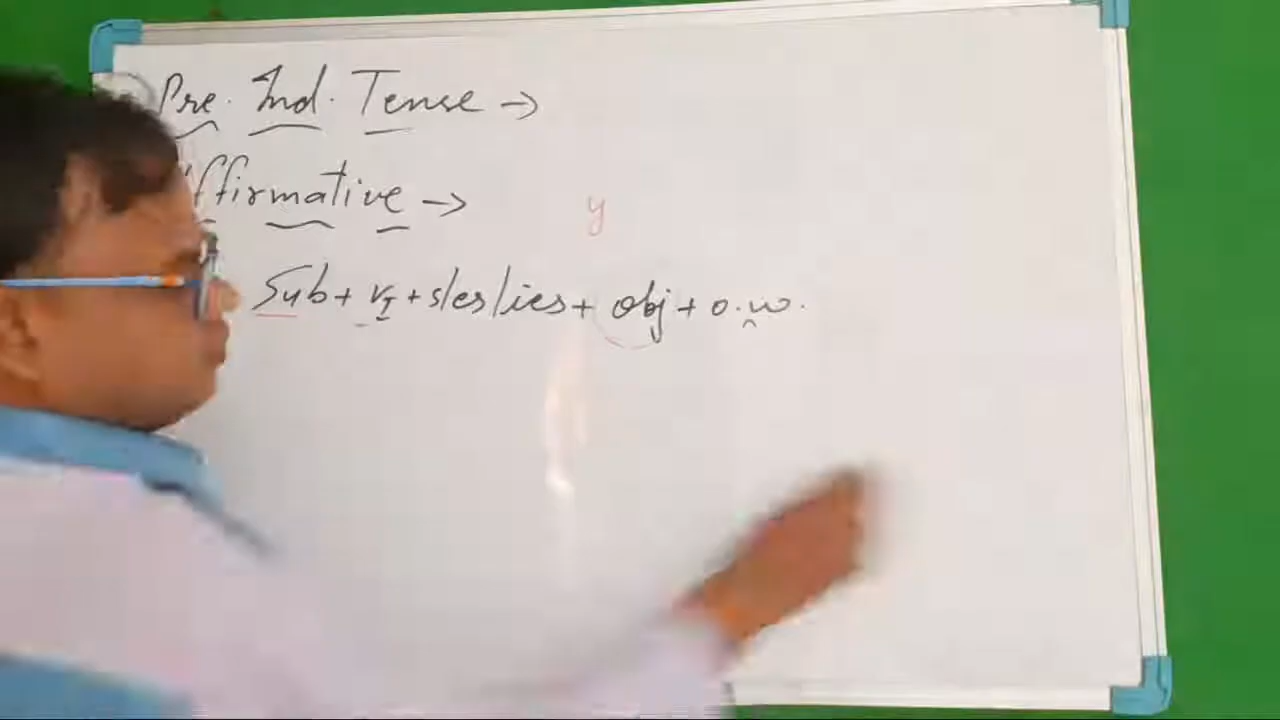 Pre. Ind. Tense →
ffirmative →
y
Sub + V1 + s/es/ies + obj + o.w.